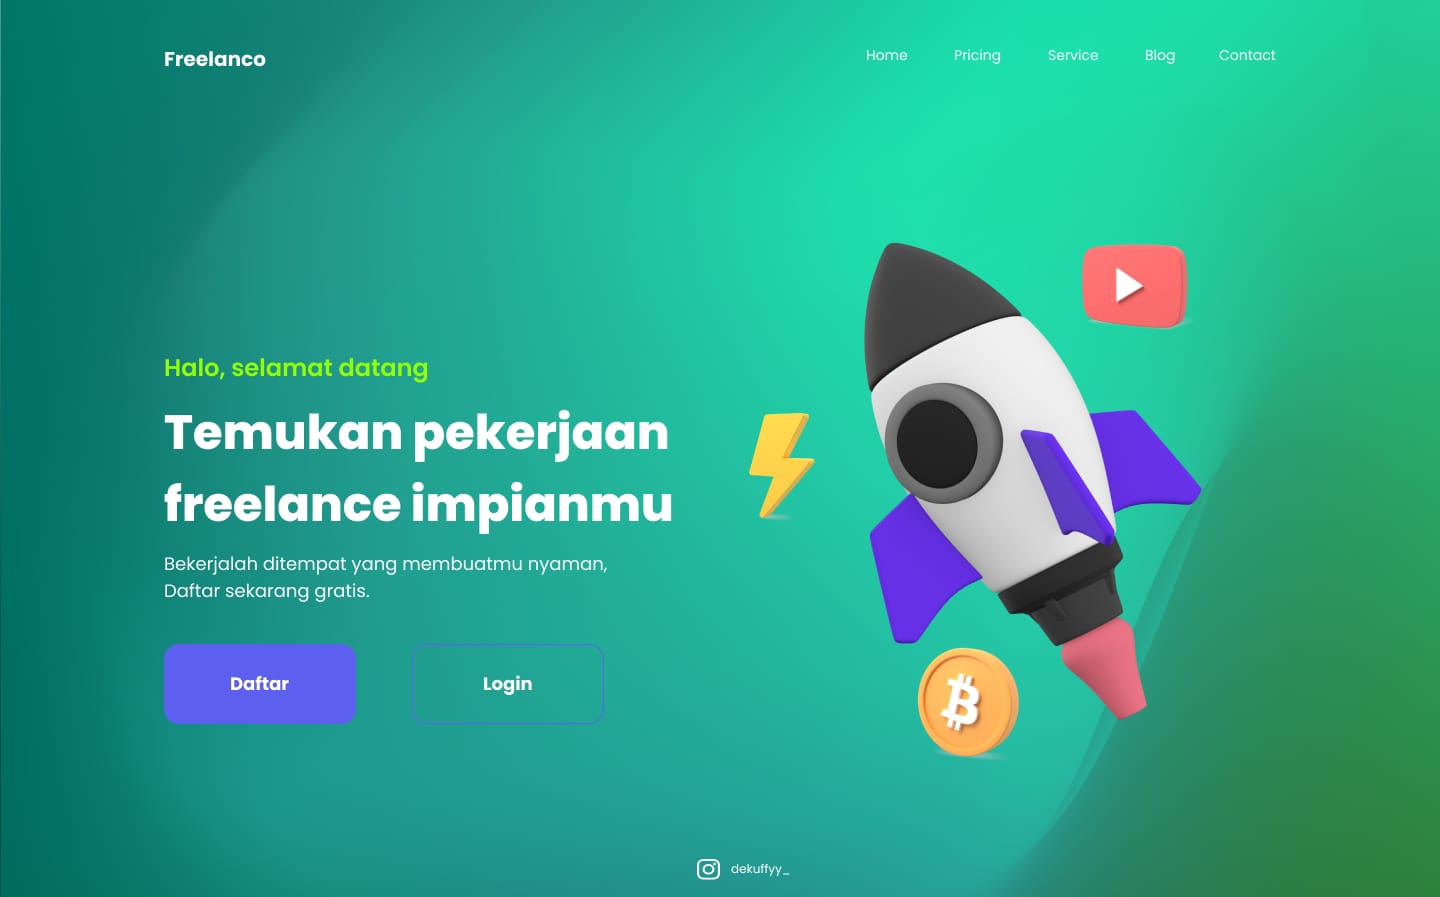 Freelanco
Home Pricing Service Blog Contact
Halo, selamat datang
Temukan pekerjaan
freelance impianmu
Bekerjalah ditempat yang membuatmu nyaman,
Daftar sekarang gratis.
Daftar Login
dekuffyy_